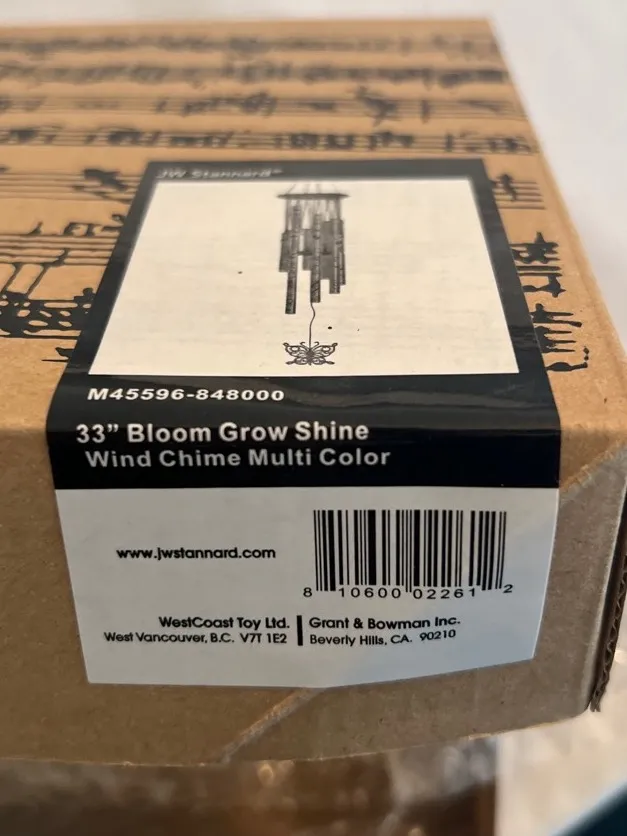 JW Stannard®
M45596-848000
33” Bloom Grow Shine
Wind Chime Multi Color
www.jwstannard.com
8 10600 02261 2
WestCoast Toy Ltd.
West Vancouver, B.C. V7T 1E2
Grant & Bowman Inc.
Beverly Hills, CA. 90210